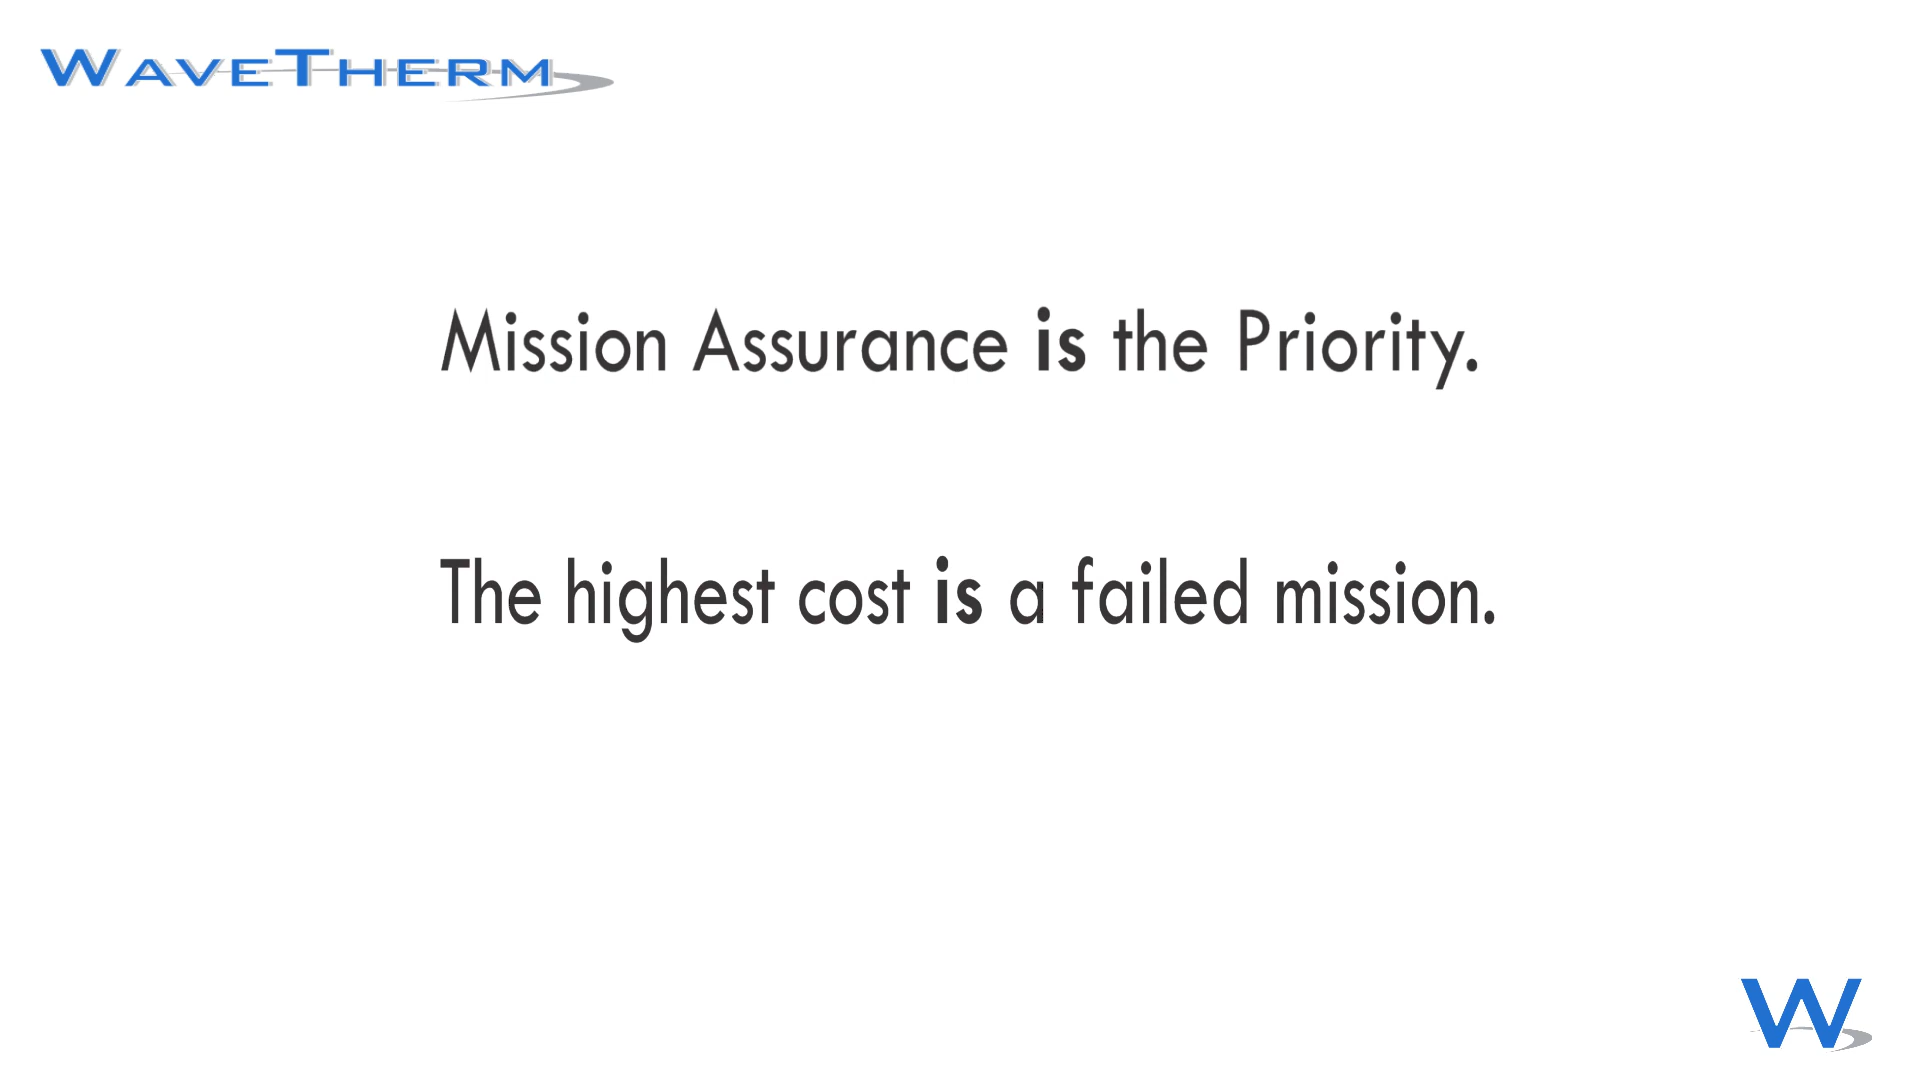 WaveTherm
Mission Assurance is the Priority.
The highest cost is a failed mission.
W